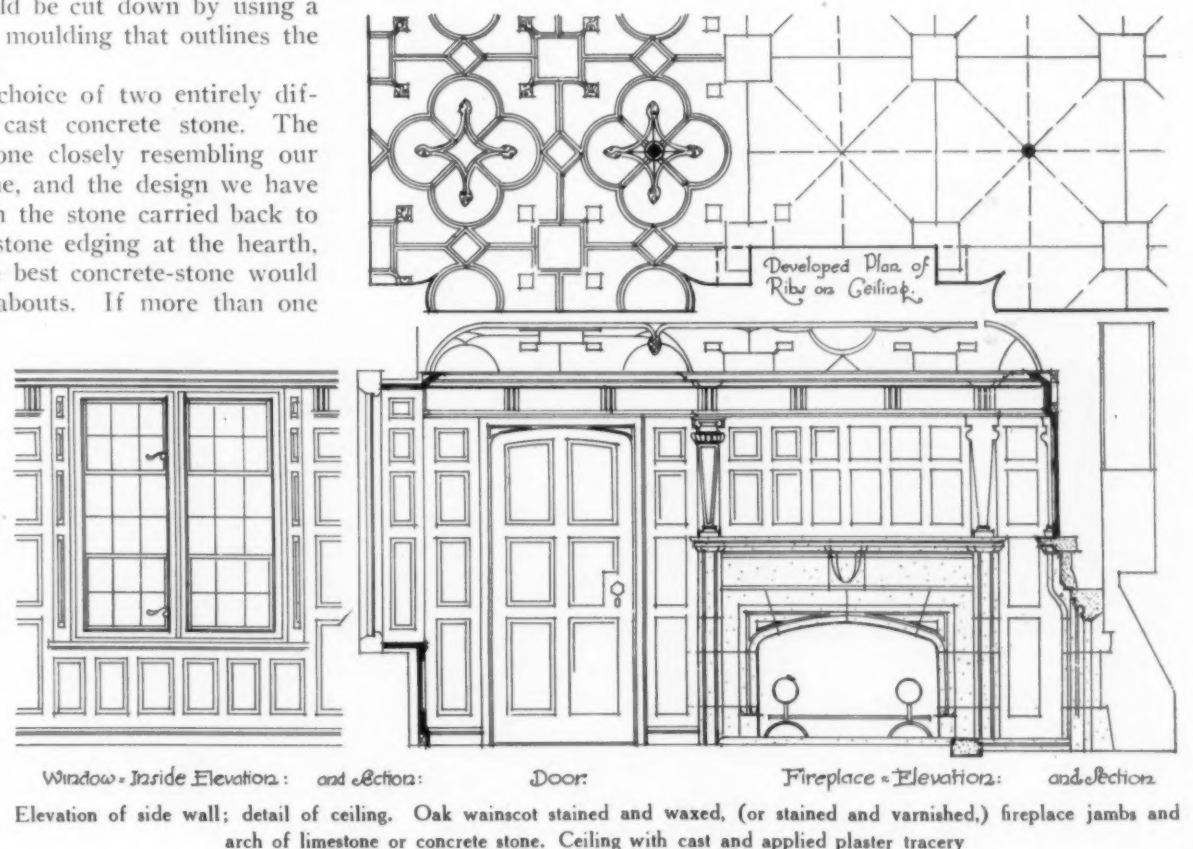 ld be cut down by using a
moulding that outlines the
choice of two entirely dif-
cast concrete stone. The
one closely resembling our
ne, and the design we have
n the stone carried back to
stone edging at the hearth,
best concrete-stone would
abouts. If more than one
Developed Plan of
Ribs on Ceiling.
Window = Inside Elevation: and Section: Door: Fireplace = Elevation: and Section
Elevation of side wall; detail of ceiling. Oak wainscot stained and waxed, (or stained and varnished,) fireplace jambs and
arch of limestone or concrete stone. Ceiling with cast and applied plaster tracery